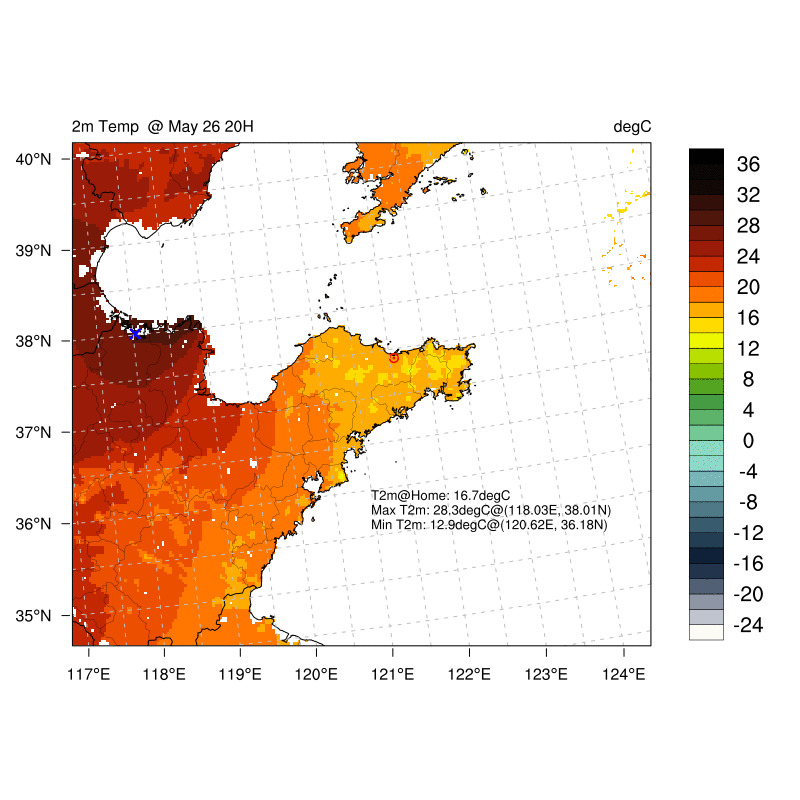 2m Temp @ May 26 20H
degC
40°N
39°N
38°N
37°N
36°N
35°N
117°E
118°E
119°E
120°E
121°E
122°E
123°E
124°E
T2m@Home: 16.7degC
Max T2m: 28.3degC@(118.03E, 38.01N)
Min T2m: 12.9degC@(120.62E, 36.18N)
36
32
28
24
20
16
12
8
4
0
-4
-8
-12
-16
-20
-24